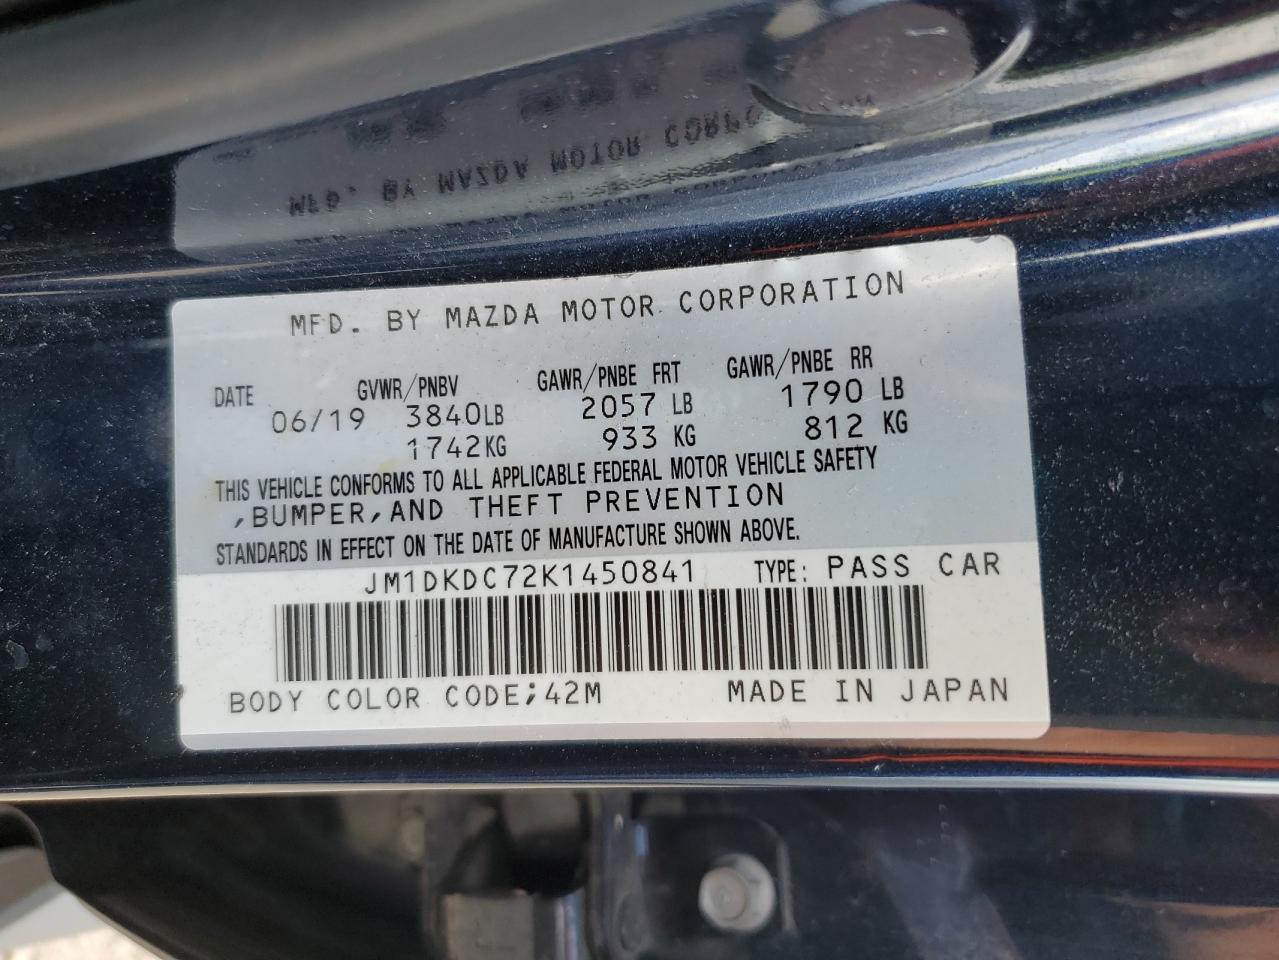 MFD. BY MAZDA MOTOR CORPORATION
DATE GVWR/PNBV GAWR/PNBE FRT GAWR/PNBE RR
06/19 3840LB 2057 LB 1790 LB
1742KG 933 KG 812 KG
THIS VEHICLE CONFORMS TO ALL APPLICABLE FEDERAL MOTOR VEHICLE SAFETY
,BUMPER,AND THEFT PREVENTION
STANDARDS IN EFFECT ON THE DATE OF MANUFACTURE SHOWN ABOVE.
JM1DKDC72K1450841 TYPE: PASS CAR
BODY COLOR CODE;42M MADE IN JAPAN